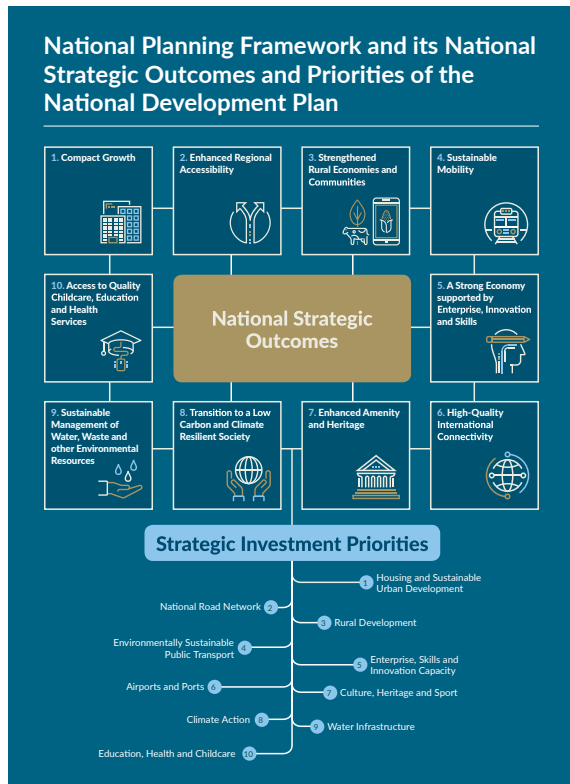 National Planning Framework and its National
Strategic Outcomes and Priorities of the
National Development Plan
1. Compact Growth
2. Enhanced Regional
Accessibility
3. Strengthened
Rural Economies and
Communities
4. Sustainable
Mobility
10. Access to Quality
Childcare, Education
and Health
Services
National Strategic
Outcomes
5. A Strong Economy
supported by
Enterprise, Innovation
and Skills
9. Sustainable
Management of
Water, Waste and
other Environmental
Resources
8. Transition to a Low
Carbon and Climate
Resilient Society
7. Enhanced Amenity
and Heritage
6. High-Quality
International
Connectivity
Strategic Investment Priorities
1 Housing and Sustainable
Urban Development
National Road Network 2
3 Rural Development
Environmentally Sustainable
Public Transport 4
5 Enterprise, Skills and
Innovation Capacity
Airports and Ports 6
7 Culture, Heritage and Sport
Climate Action 8
9 Water Infrastructure
Education, Health and Childcare 10